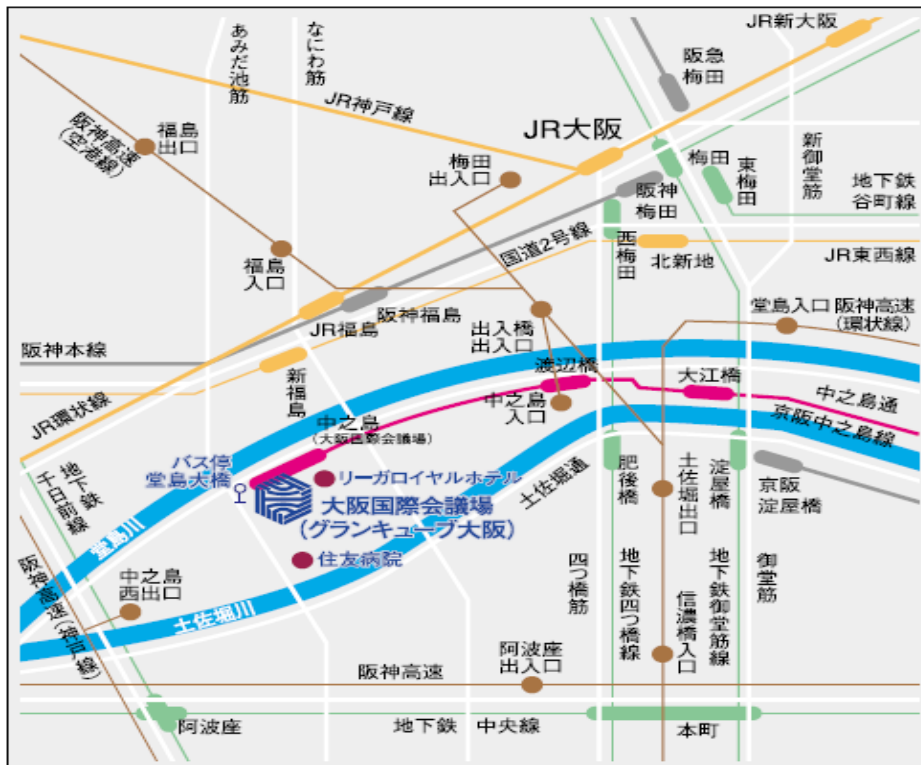 JR新大阪
あみだ池筋
なにわ筋
阪急
梅田
JR神戸線
JR大阪
阪神高速
(空港線)
福島
出口
梅田
出入口
梅田
東梅田
新御堂筋
地下鉄
谷町線
阪神
梅田
西梅田
国道2号線
北新地
JR東西線
福島
入口
阪神福島
JR福島
出入橋
出入口
堂島入口
阪神高速
(環状線)
阪神本線
新福島
渡辺橋
大江橋
中之島通
JR環状線
中之島
(大阪国際会議場)
中之島
入口
京阪中之島線
バス停
堂島大橋
リーガロイヤルホテル
土佐堀通
肥後橋
土佐堀出口
淀屋橋
京阪
淀屋橋
地下鉄
千日前線
大阪国際会議場
(グランキューブ大阪)
堂島川
住友病院
中之島
西出口
阪神高速(神戸線)
土佐堀川
四つ橋筋
地下鉄四つ橋線
信濃橋入口
地下鉄御堂筋線
御堂筋
阪神高速
阿波座
出入口
阿波座
地下鉄 中央線
本町